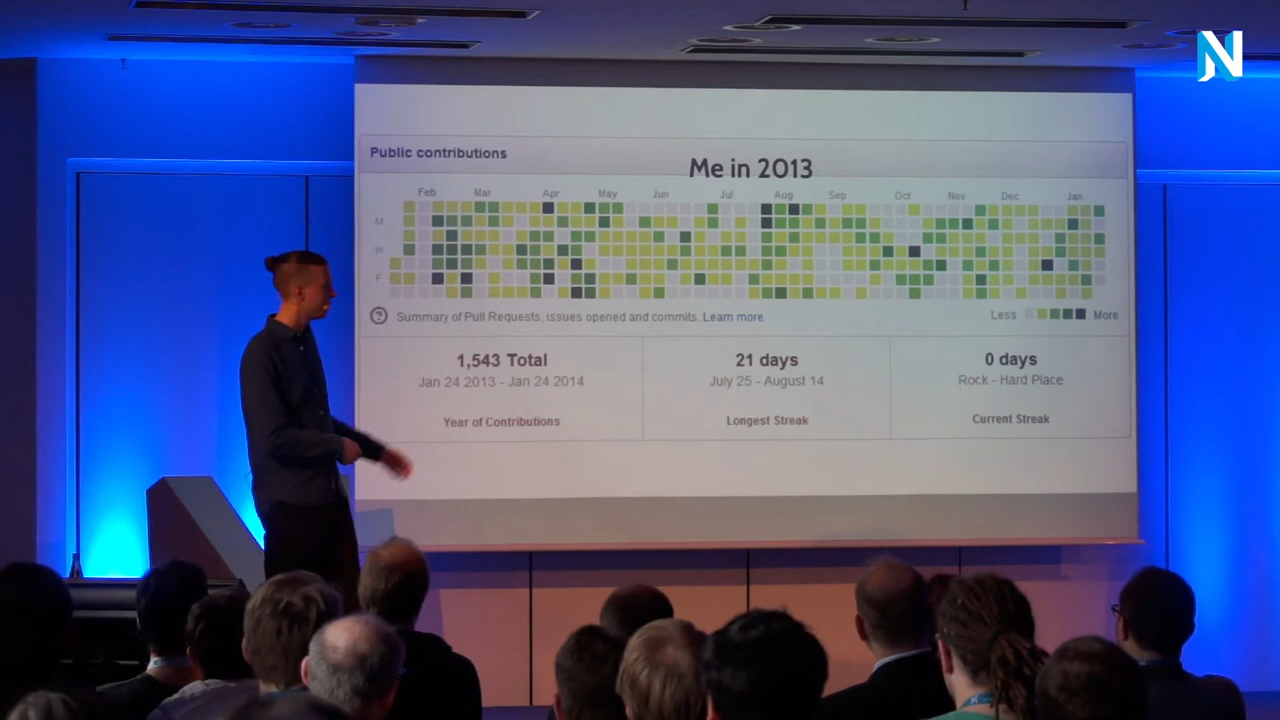 N
Public contributions
Me in 2013
Feb Mar Apr May Jun Jul Aug Sep Oct Nov Dec Jan
M
W
F
Summary of Pull Requests, issues opened and commits. Learn more.
Less More
1,543 Total
Jan 24 2013 - Jan 24 2014
Year of Contributions
21 days
July 25 - August 14
Longest Streak
0 days
Rock - Hard Place
Current Streak